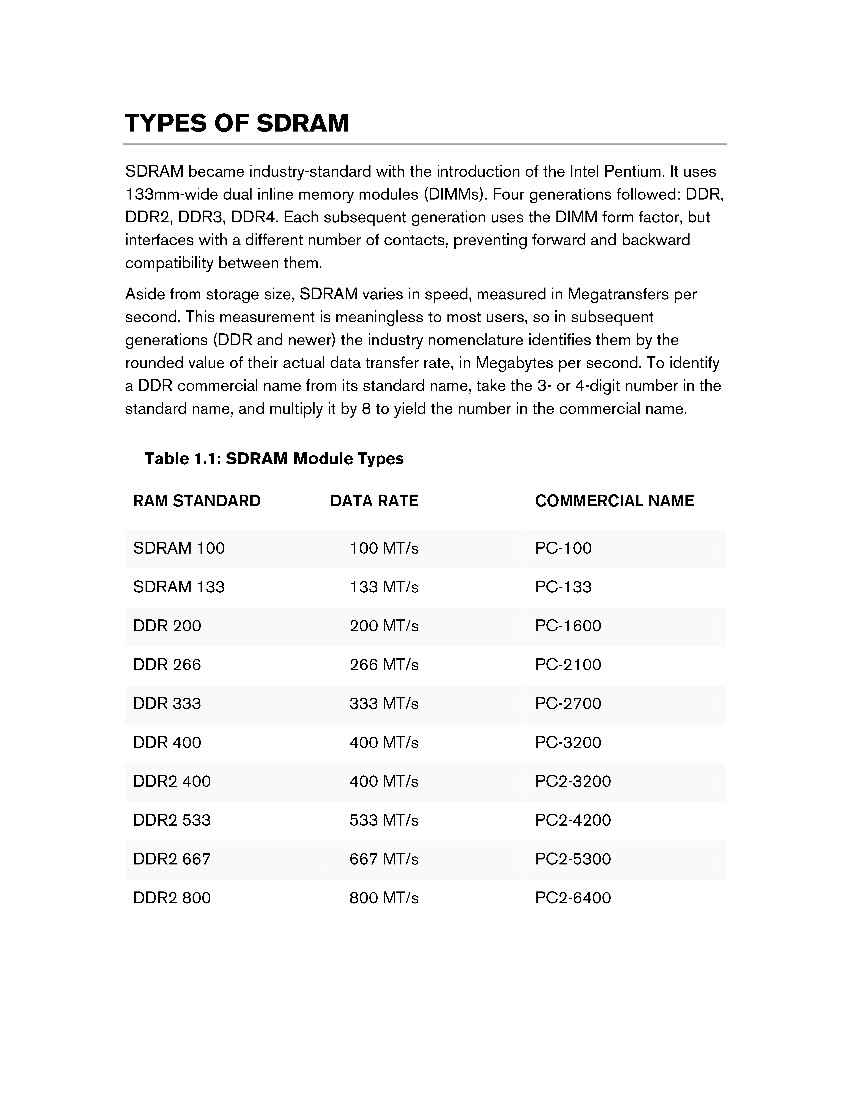 TYPES OF SDRAM
SDRAM became industry-standard with the introduction of the Intel Pentium. It uses
133mm-wide dual inline memory modules (DIMMs). Four generations followed: DDR,
DDR2, DDR3, DDR4. Each subsequent generation uses the DIMM form factor, but
interfaces with a different number of contacts, preventing forward and backward
compatibility between them.
Aside from storage size, SDRAM varies in speed, measured in Megatransfers per
second. This measurement is meaningless to most users, so in subsequent
generations (DDR and newer) the industry nomenclature identifies them by the
rounded value of their actual data transfer rate, in Megabytes per second. To identify
a DDR commercial name from its standard name, take the 3- or 4-digit number in the
standard name, and multiply it by 8 to yield the number in the commercial name.
Table 1.1: SDRAM Module Types
RAM STANDARD DATA RATE COMMERCIAL NAME
SDRAM 100 100 MT/s PC-100
SDRAM 133 133 MT/s PC-133
DDR 200 200 MT/s PC-1600
DDR 266 266 MT/s PC-2100
DDR 333 333 MT/s PC-2700
DDR 400 400 MT/s PC-3200
DDR2 400 400 MT/s PC2-3200
DDR2 533 533 MT/s PC2-4200
DDR2 667 667 MT/s PC2-5300
DDR2 800 800 MT/s PC2-6400